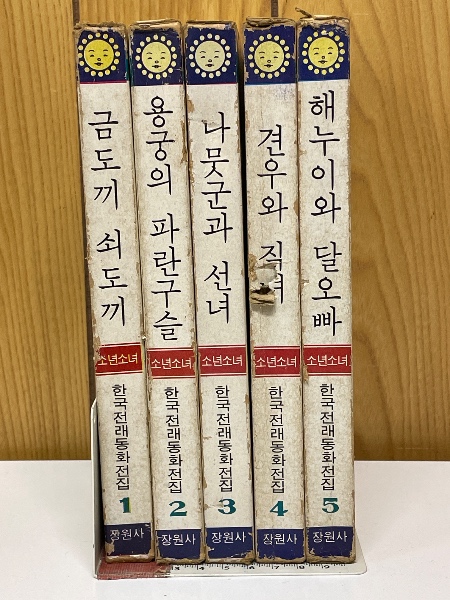 금도끼 쇠도끼
소년소녀
한국전래동화전집
1
장원사
용궁의 파란구슬
소년소녀
한국전래동화전집
2
장원사
나뭇군과 선녀
소년소녀
한국전래동화전집
3
장원사
견우와 직녀
소년소녀
한국전래동화전집
4
장원사
해누이와 달오빠
소년소녀
한국전래동화전집
5
장원사